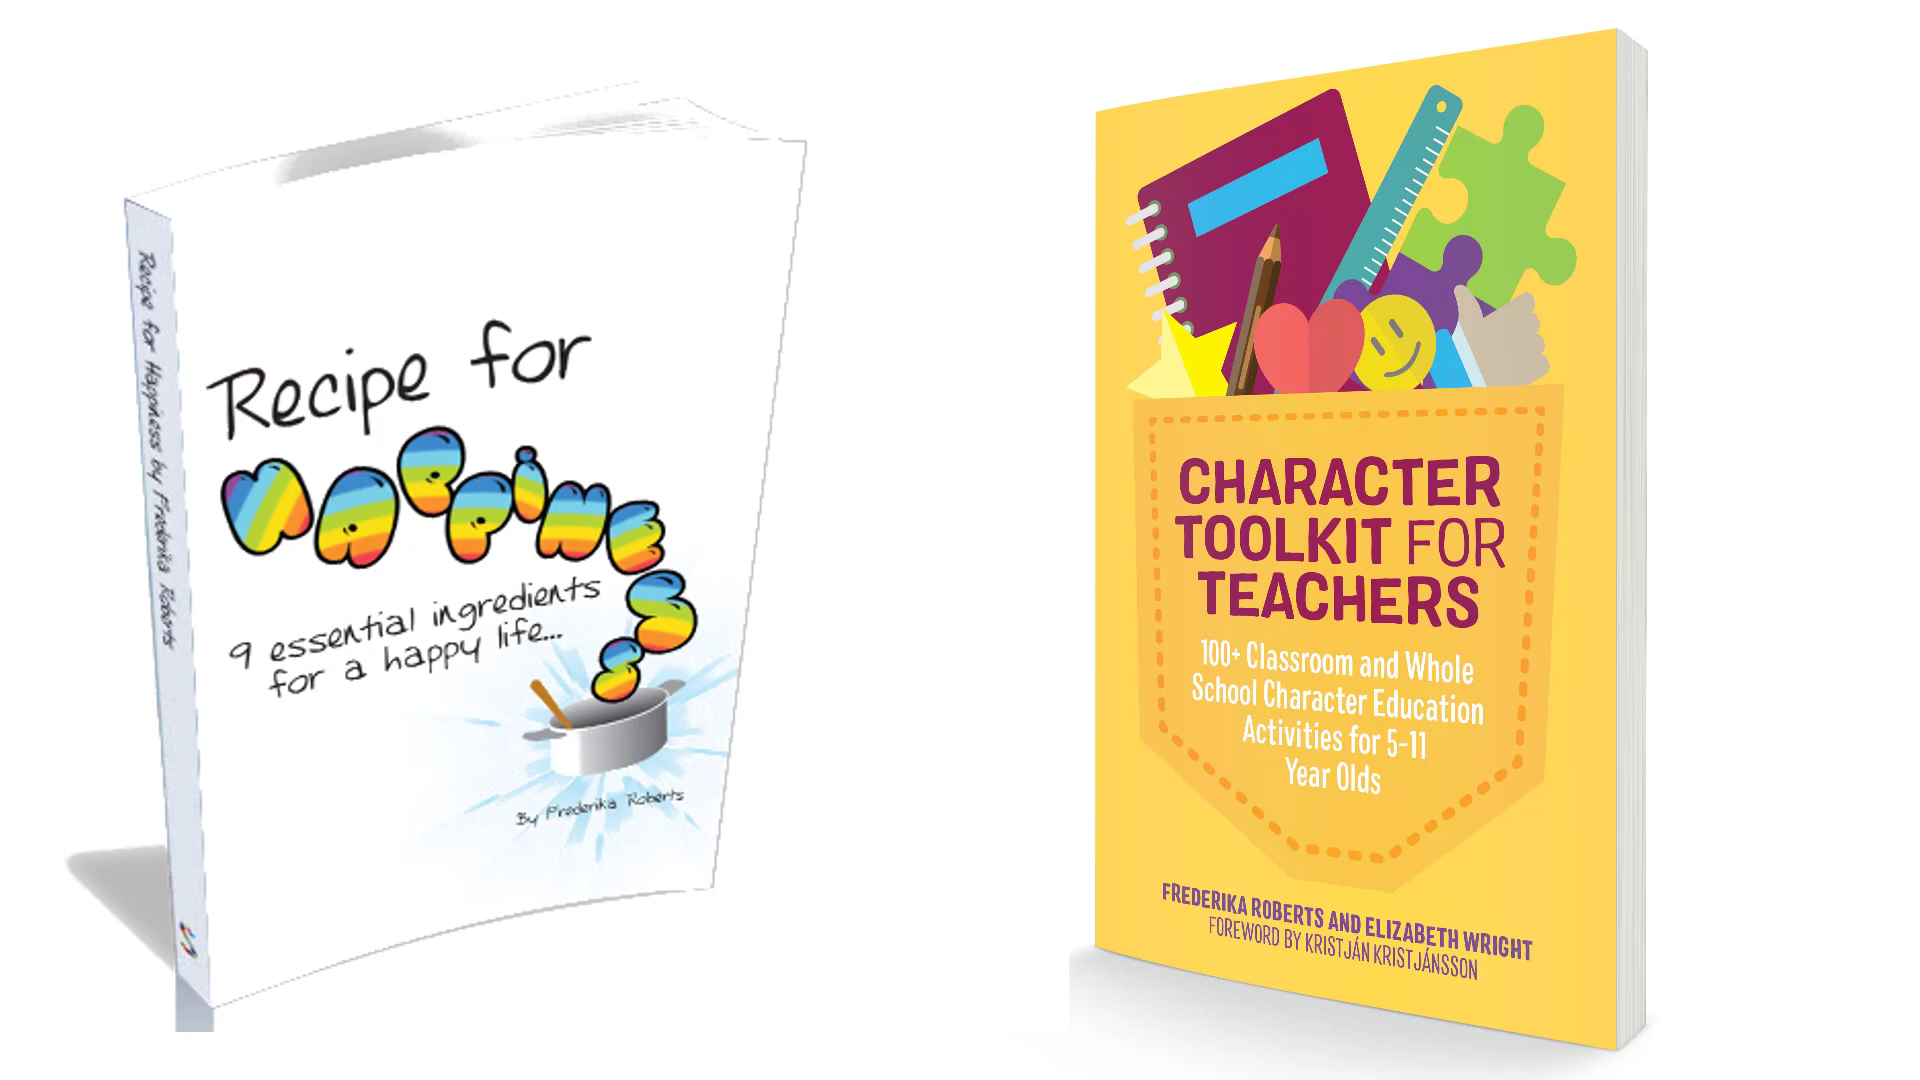 Recipe for Happiness by Frederika Roberts
Recipe for
HAPPiNESS
9 essential ingredients
for a happy life...
By Frederika Roberts
CHARACTER
TOOLKIT FOR
TEACHERS
100+ Classroom and Whole
School Character Education
Activities for 5-11
Year Olds
FREDERIKA ROBERTS AND ELIZABETH WRIGHT
FOREWORD BY KRISTJÁN KRISTJÁNSSON